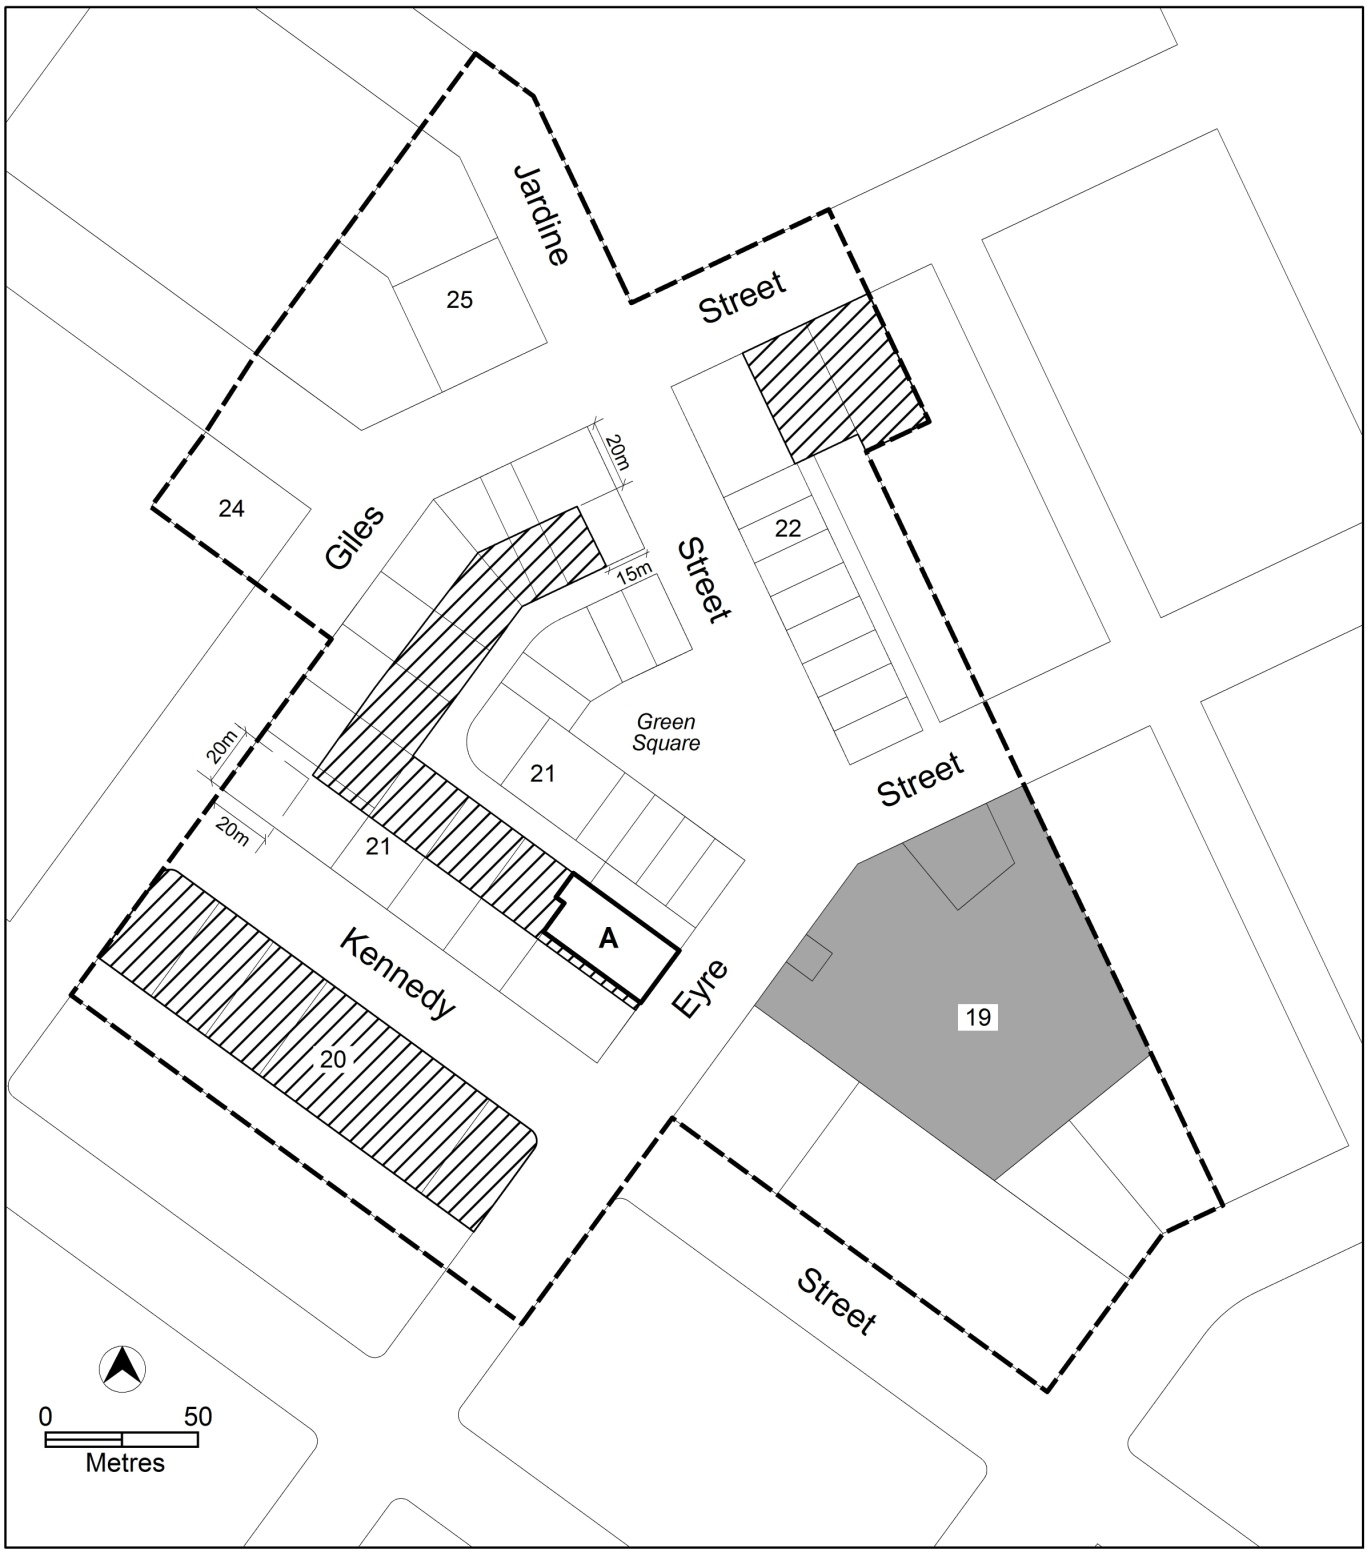 Jardine
Street
25
20m
24
Giles
22
Street
15m
Green
Square
20m
21
Street
20m
21
A
Kennedy
Eyre
19
20
Street
0 50
Metres